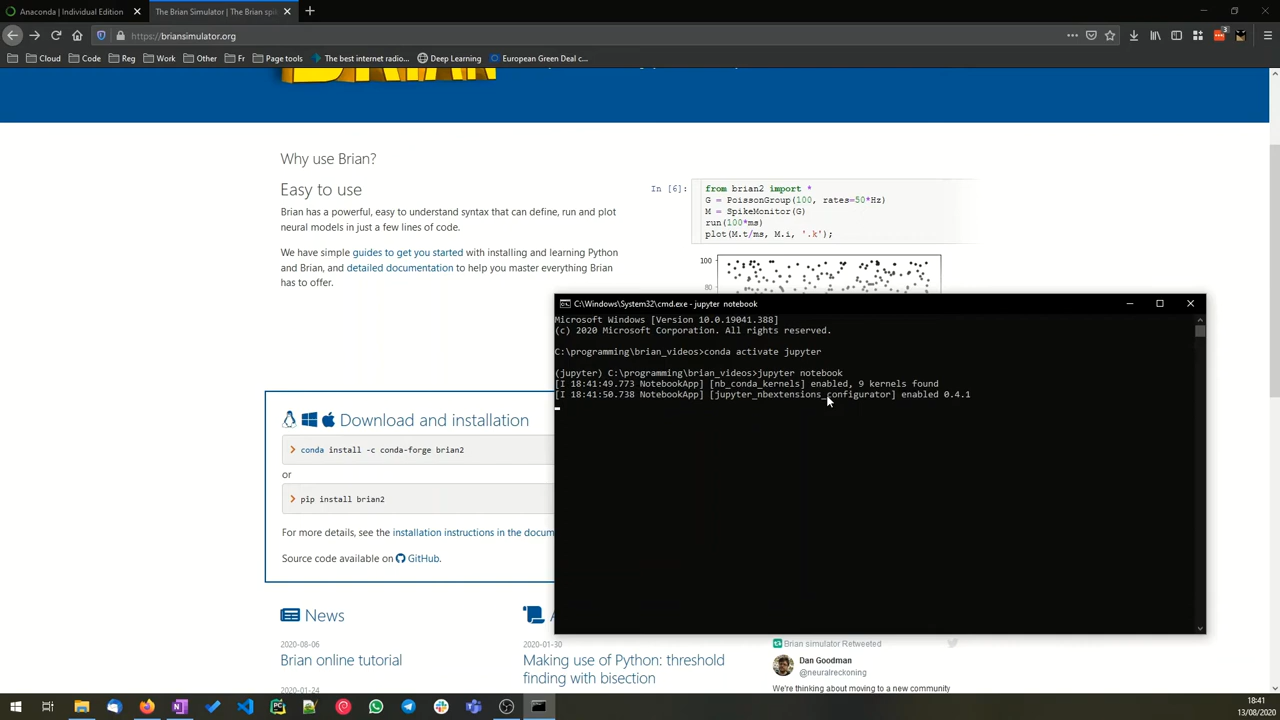 Anaconda | Individual Edition
The Brian Simulator | The Brian spi
https://briansimulator.org
3
Cloud
Code
Reg
Work
Other
Fr
Page tools
The best internet radio...
Deep Learning
European Green Deal c...
BRIAN
Why use Brian?
Easy to use
Brian has a powerful, easy to understand syntax that can define, run and plot
neural models in just a few lines of code.
We have simple guides to get you started with installing and learning Python
and Brian, and detailed documentation to help you master everything Brian
has to offer.
In [6]:
from brian2 import *
G = PoissonGroup(100, rates=50*Hz)
M = SpikeMonitor(G)
run(100*ms)
plot(M.t/ms, M.i, '.k');
100
80
C:\Windows\System32\cmd.exe - jupyter notebook
Microsoft Windows [Version 10.0.19041.388]
(c) 2020 Microsoft Corporation. All rights reserved.
C:\programming\brian_videos>conda activate jupyter
(jupyter) C:\programming\brian_videos>jupyter notebook
[I 18:41:49.773 NotebookApp] [nb_conda_kernels] enabled, 9 kernels found
[I 18:41:50.738 NotebookApp] [jupyter_nbextensions_configurator] enabled 0.4.1
Download and installation
conda install -c conda-forge brian2
or
pip install brian2
For more details, see the installation instructions in the docum
Source code available on GitHub.
News
2020-08-06
Brian online tutorial
2020-01-24
2020-01-30
Making use of Python: threshold
finding with bisection
Brian simulator Retweeted
Dan Goodman
@neuralreckoning
We're thinking about moving to a new community
18:41
13/08/2020